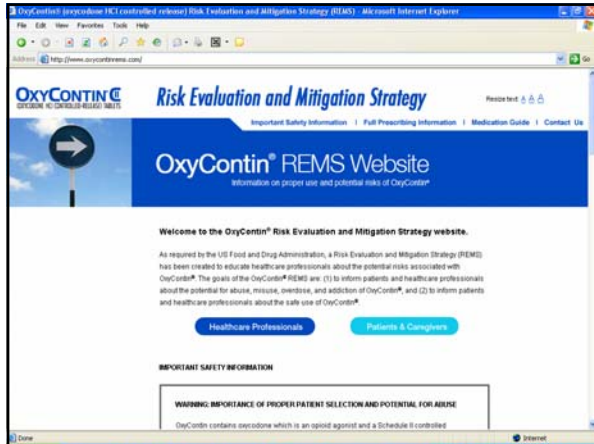 OxyContin® (oxycodone HCl controlled release) Risk Evaluation and Mitigation Strategy (REMS) - Microsoft Internet Explorer
File Edit View Favorites Tools Help
Address http://www.oxycontinrems.com/ Go
OXYCONTIN® CII
(OXYCODONE HCl CONTROLLED-RELEASE) TABLETS
Risk Evaluation and Mitigation Strategy
Resize text A A A
Important Safety Information | Full Prescribing Information | Medication Guide | Contact Us
OxyContin® REMS Website
Information on proper use and potential risks of OxyContin®
Welcome to the OxyContin® Risk Evaluation and Mitigation Strategy website.
As required by the US Food and Drug Administration, a Risk Evaluation and Mitigation Strategy (REMS)
has been created to educate healthcare professionals about the potential risks associated with
OxyContin®. The goals of the OxyContin® REMS are: (1) to inform patients and healthcare professionals
about the potential for abuse, misuse, overdose, and addiction of OxyContin®, and (2) to inform patients
and healthcare professionals about the safe use of OxyContin®.
Healthcare Professionals
Patients & Caregivers
IMPORTANT SAFETY INFORMATION
WARNING: IMPORTANCE OF PROPER PATIENT SELECTION AND POTENTIAL FOR ABUSE
OxyContin contains oxycodone which is an opioid agonist and a Schedule II controlled
Done Internet